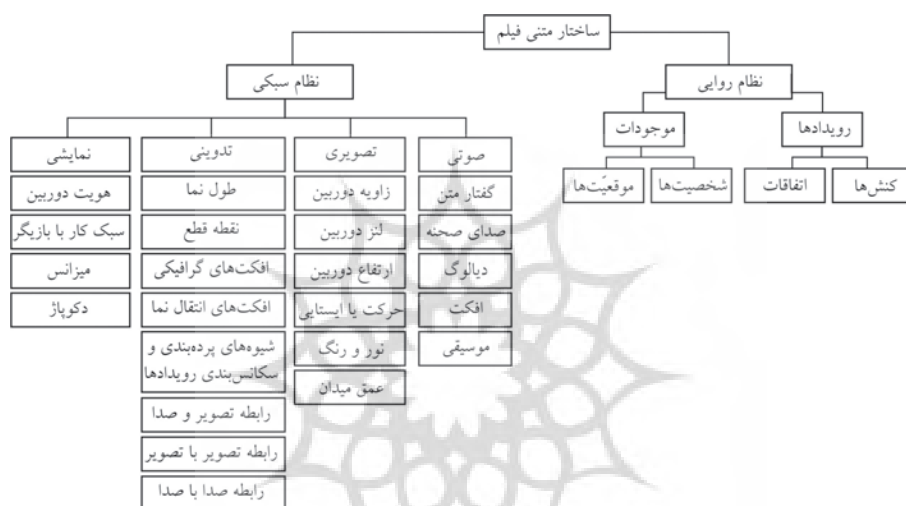 ساختار متنی فیلم
نظام روایی
نظام سبکی
رویدادها
موجودات
کنش‌ها
اتفاقات
شخصیت‌ها
موقعیّت‌ها
صوتی
گفتار متن
صدای صحنه
دیالوگ
افکت
موسیقی
تصویری
زاویه دوربین
لنز دوربین
ارتفاع دوربین
حرکت یا ایستایی
نور و رنگ
عمق میدان
تدوینی
طول نما
نقطه قطع
افکت‌های گرافیکی
افکت‌های انتقال نما
شیوه‌های پرده‌بندی و
سکانس‌بندی رویدادها
رابطه تصویر و صدا
رابطه تصویر با تصویر
رابطه صدا با صدا
نمایشی
هویت دوربین
سبک کار با بازیگر
میزانس
دکوپاژ